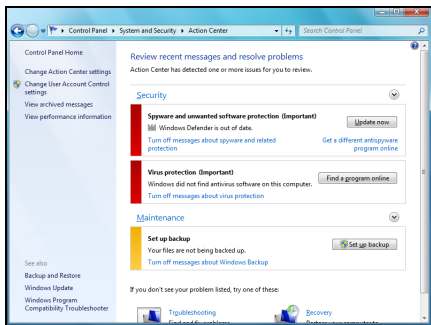 Control Panel ▸ System and Security ▸ Action Center
Search Control Panel
Control Panel Home
Change Action Center settings
Change User Account Control
settings
View archived messages
View performance information
See also
Backup and Restore
Windows Update
Windows Program
Compatibility Troubleshooter
Review recent messages and resolve problems
Action Center has detected one or more issues for you to review.
Security
Spyware and unwanted software protection (Important)
Update now
Windows Defender is out of date.
Turn off messages about spyware and related
protection
Get a different antispyware
program online
Virus protection (Important)
Find a program online
Windows did not find antivirus software on this computer.
Turn off messages about virus protection
Maintenance
Set up backup
Set up backup
Your files are not being backed up.
Turn off messages about Windows Backup
If you don't see your problem listed, try one of these:
Troubleshooting
Recovery
Find and fix problems